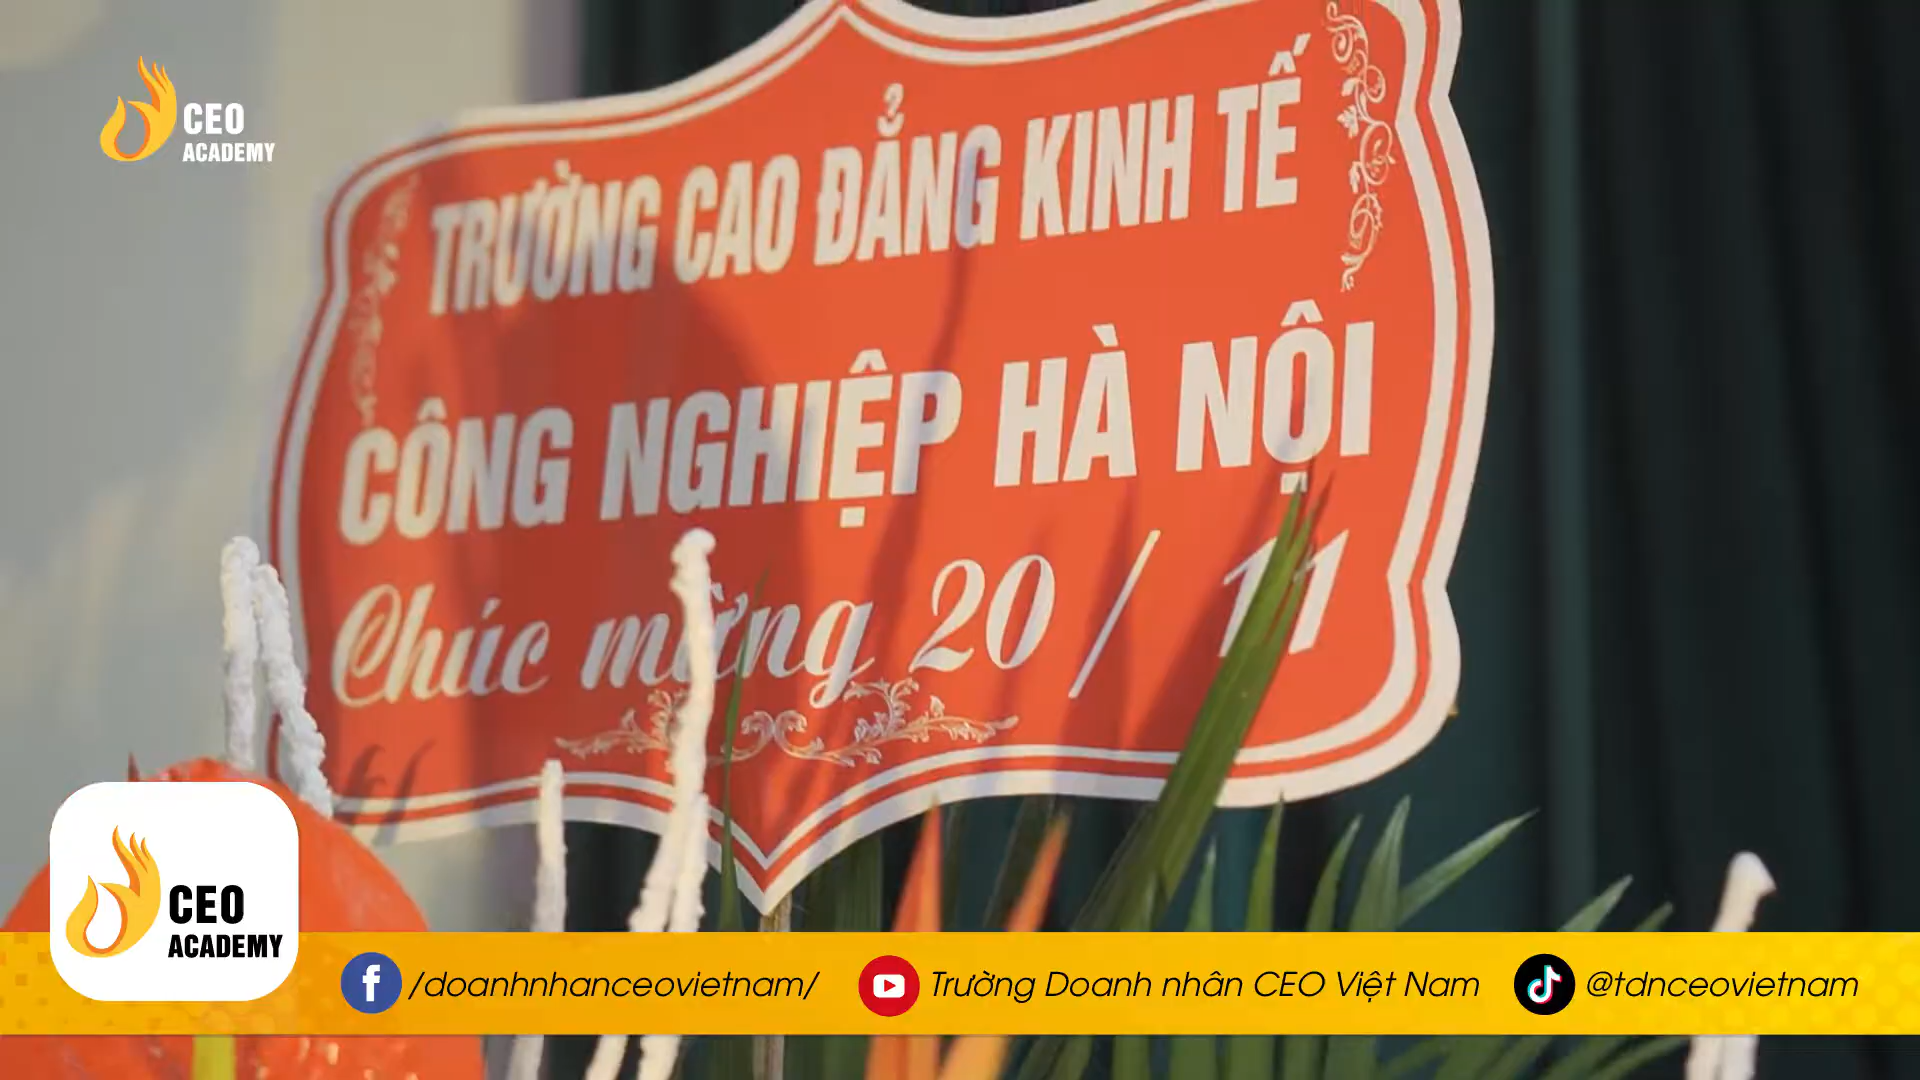 CEO
ACADEMY
TRƯỜNG CAO ĐẲNG KINH TẾ
CÔNG NGHIỆP HÀ NỘI
Chúc mừng 20 / 11
CEO
ACADEMY
/doanhnhanceovietnam/
Trường Doanh nhân CEO Việt Nam
@tdnceovietnam